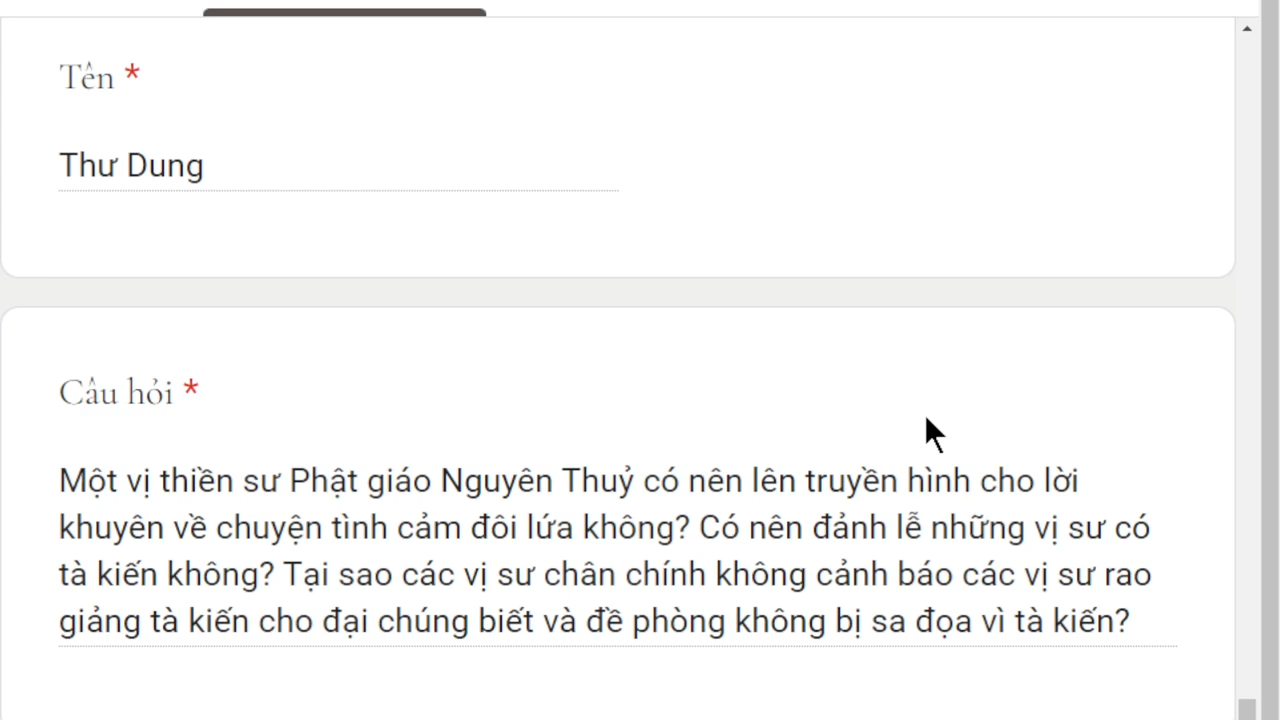 Tên *
Thư Dung
Câu hỏi *
Một vị thiền sư Phật giáo Nguyên Thuỷ có nên lên truyền hình cho lời
khuyên về chuyện tình cảm đôi lứa không? Có nên đảnh lễ những vị sư có
tà kiến không? Tại sao các vị sư chân chính không cảnh báo các vị sư rao
giảng tà kiến cho đại chúng biết và đề phòng không bị sa đọa vì tà kiến?